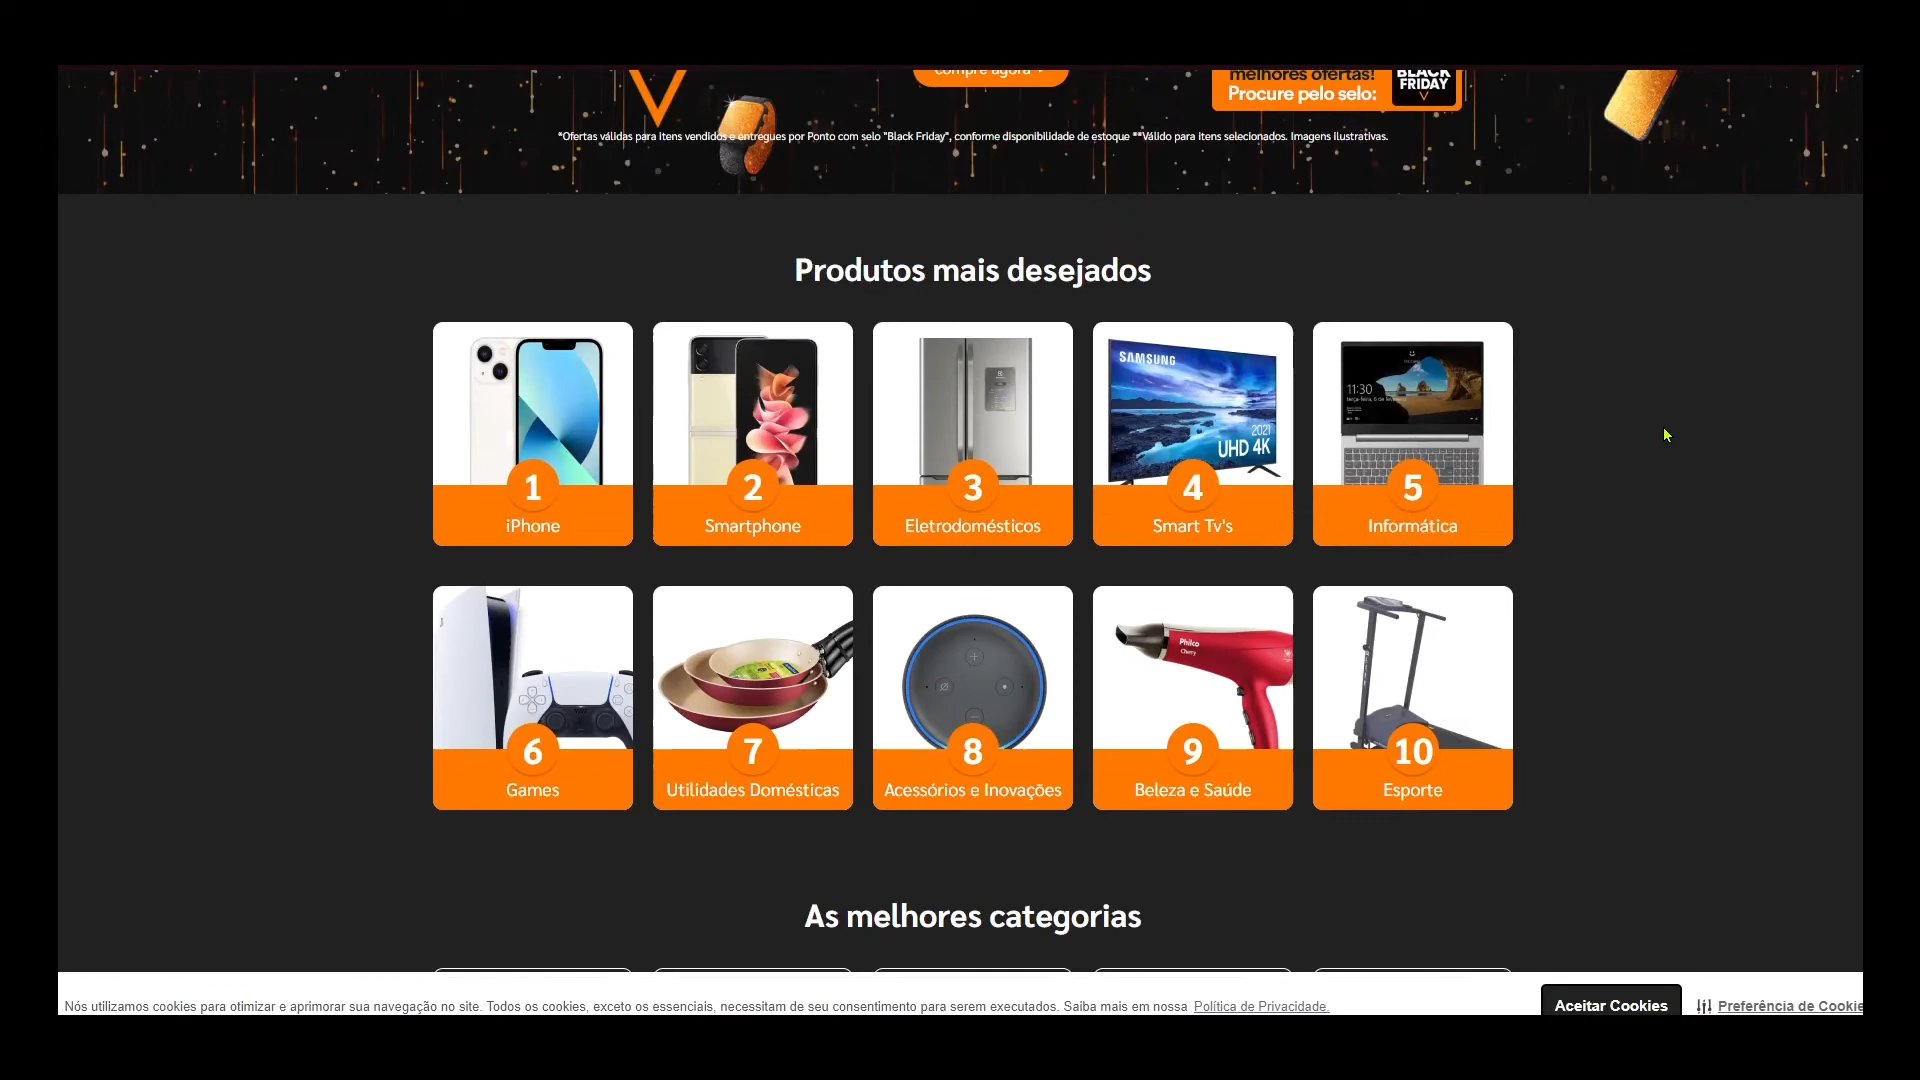 compre agora >
melhores ofertas!
Procure pelo selo:
BLACK
FRIDAY
*Ofertas válidas para itens vendidos e entregues por Ponto com selo "Black Friday", conforme disponibilidade de estoque **Válido para itens selecionados. Imagens ilustrativas.
Produtos mais desejados
SAMSUNG
2021
UHD 4K
11:30
1
2
3
4
5
iPhone
Smartphone
Eletrodomésticos
Smart Tv's
Informática
Philco
Cherry
6
7
8
9
10
Games
Utilidades Domésticas
Acessórios e Inovações
Beleza e Saúde
Esporte
As melhores categorias
Nós utilizamos cookies para otimizar e aprimorar sua navegação no site. Todos os cookies, exceto os essenciais, necessitam de seu consentimento para serem executados. Saiba mais em nossa Política de Privacidade.
Aceitar Cookies
Preferência de Cookie